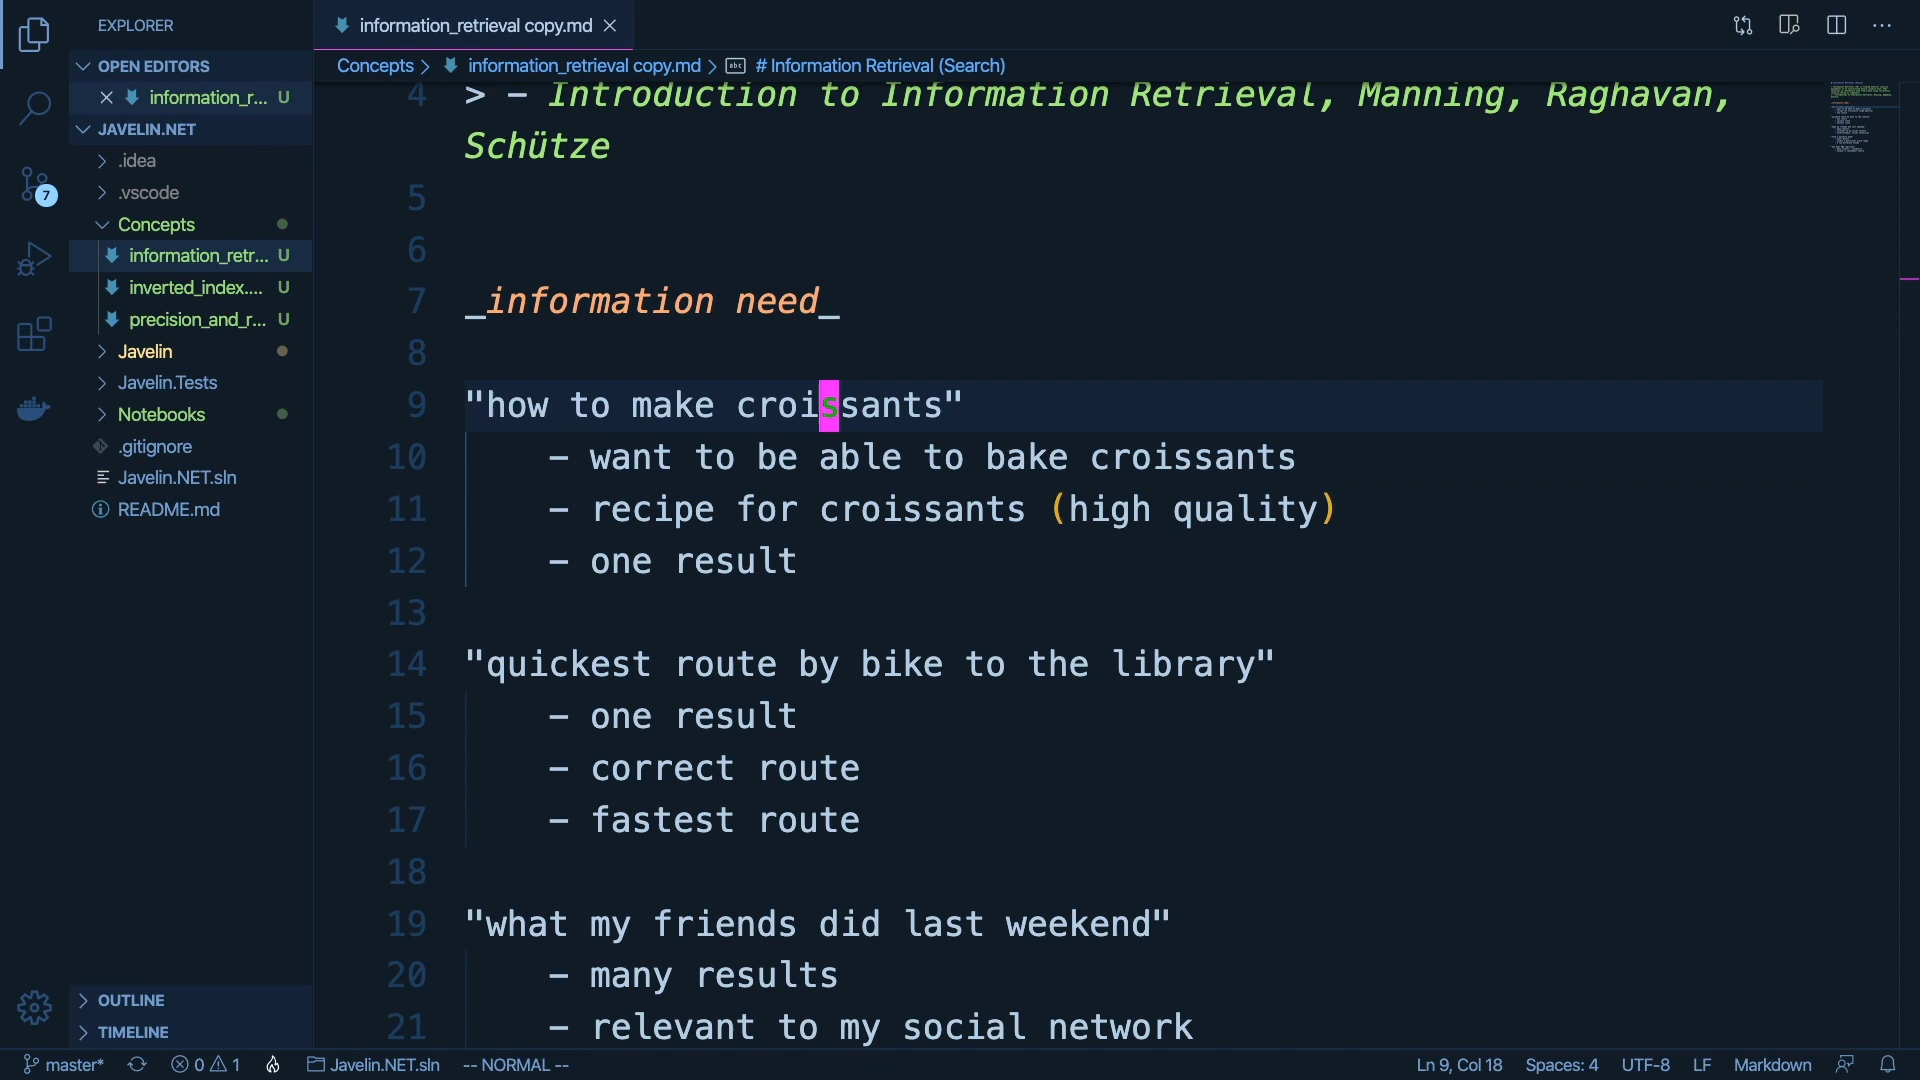 EXPLORER
information_retrieval copy.md
OPEN EDITORS
information_r... U
JAVELIN.NET
.idea
.vscode
Concepts
information_retr... U
inverted_index.... U
precision_and_r... U
Javelin
Javelin.Tests
Notebooks
.gitignore
Javelin.NET.sln
README.md
OUTLINE
TIMELINE
7
Concepts > information_retrieval copy.md > abc # Information Retrieval (Search)
4 > - Introduction to Information Retrieval, Manning, Raghavan,
Schütze
5
6
7 _information need_
8
9 "how to make croissants"
10 - want to be able to bake croissants
11 - recipe for croissants (high quality)
12 - one result
13
14 "quickest route by bike to the library"
15 - one result
16 - correct route
17 - fastest route
18
19 "what my friends did last weekend"
20 - many results
21 - relevant to my social network
master* 0 1 Javelin.NET.sln -- NORMAL -- Ln 9, Col 18 Spaces: 4 UTF-8 LF Markdown